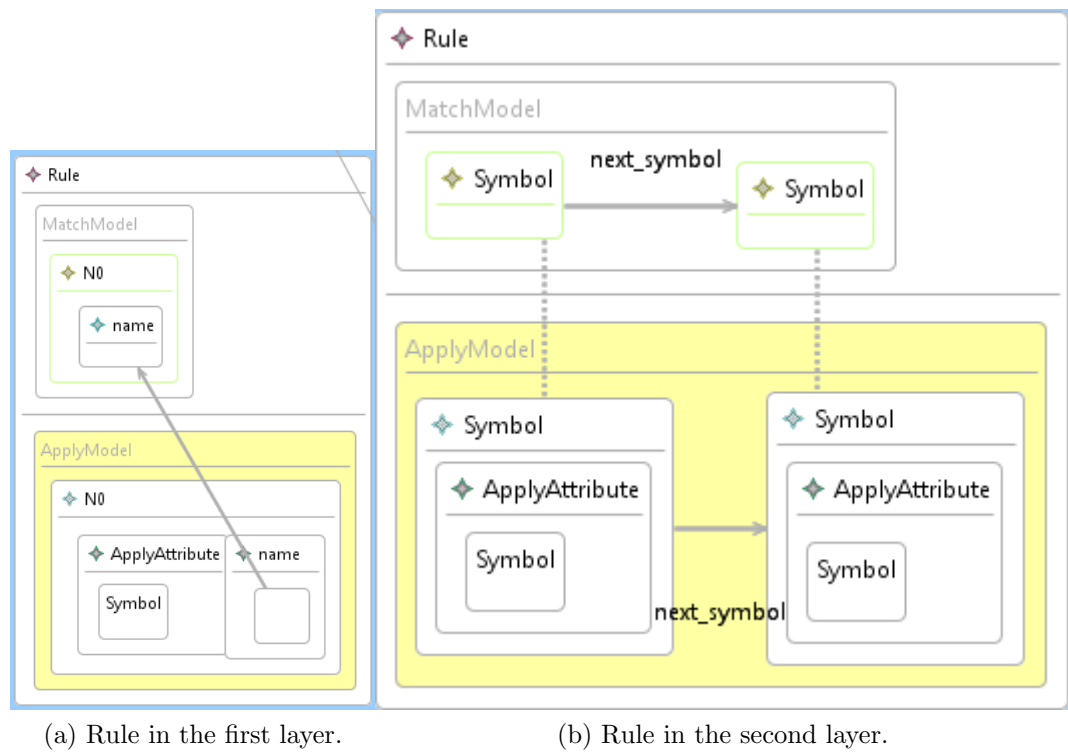 Rule
MatchModel
N0
name
ApplyModel
N0
ApplyAttribute
name
Symbol
Rule
MatchModel
Symbol
next_symbol
Symbol
ApplyModel
Symbol
Symbol
ApplyAttribute
ApplyAttribute
Symbol
Symbol
next_symbol
(a) Rule in the first layer.
(b) Rule in the second layer.